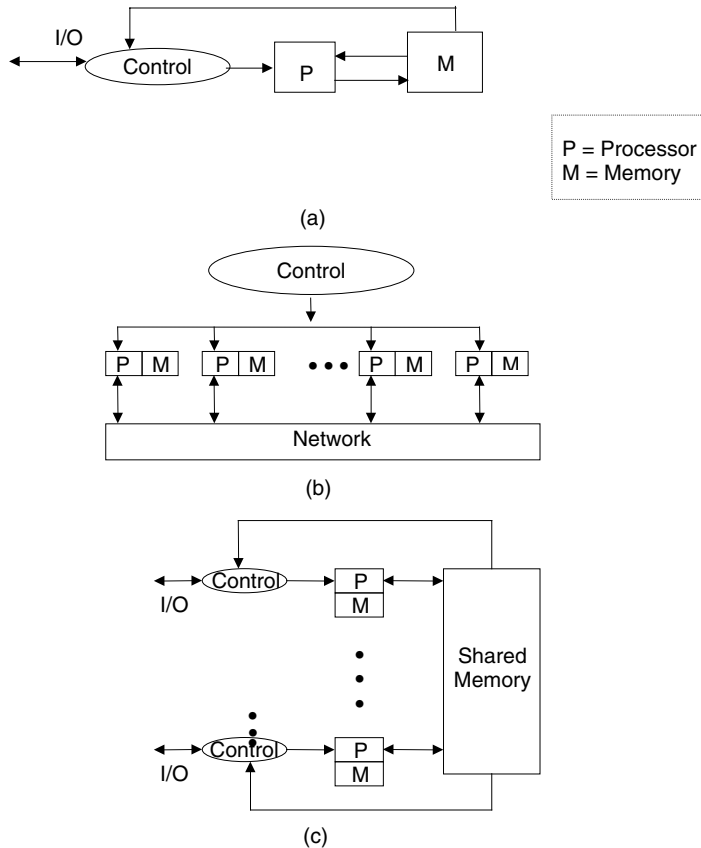 I/O
Control
P
M
P = Processor
M = Memory
(a)
Control
P M P M P M P M
Network
(b)
Control
P
I/O
M
Shared
Memory
Control
P
I/O
M
(c)